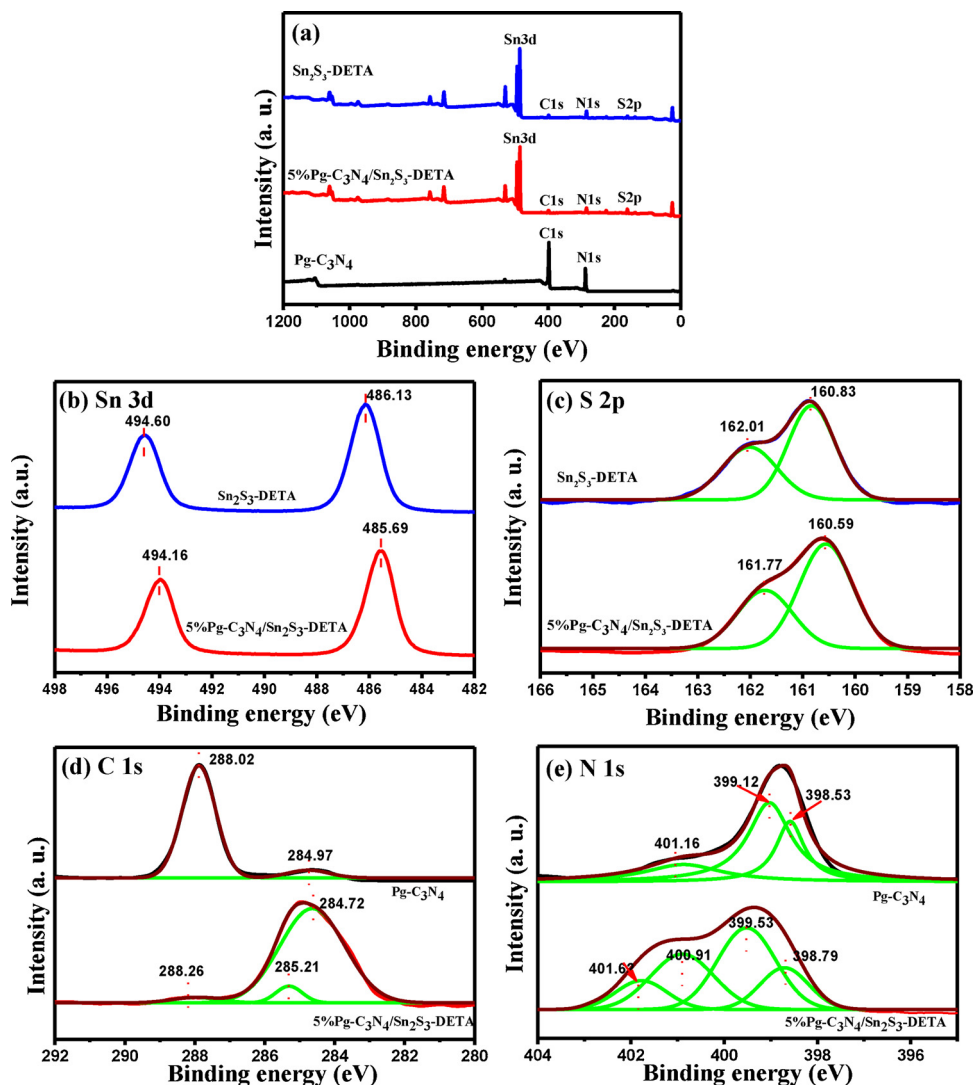 (a)
Sn3d
Sn₂S₃-DETA
C1s N1s S2p
Sn3d
5%Pg-C₃N₄/Sn₂S₃-DETA
C1s N1s S2p
C1s
Pg-C₃N₄
N1s
Intensity (a. u.)
1200 1000 800 600 400 200 0
Binding energy (eV)
(b) Sn 3d
494.60
486.13
Sn₂S₃-DETA
494.16
485.69
5%Pg-C₃N₄/Sn₂S₃-DETA
Intensity (a.u.)
498 496 494 492 490 488 486 484 482
Binding energy (eV)
(c) S 2p
160.83
162.01
Sn₂S₃-DETA
160.59
161.77
5%Pg-C₃N₄/Sn₂S₃-DETA
Intensity (a.u.)
166 165 164 163 162 161 160 159 158
Binding energy (eV)
(d) C 1s
288.02
284.97
Pg-C₃N₄
284.72
288.26
285.21
5%Pg-C₃N₄/Sn₂S₃-DETA
Intensity (a. u.)
292 290 288 286 284 282 280
Binding energy (eV)
(e) N 1s
399.12
398.53
401.16
Pg-C₃N₄
399.53
401.62
400.91
398.79
5%Pg-C₃N₄/Sn₂S₃-DETA
Intensity (a. u.)
404 402 400 398 396
Binding energy (eV)